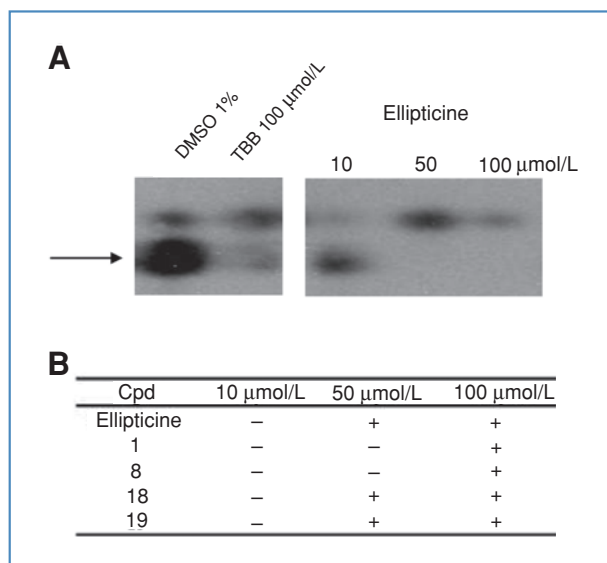 A
DMSO 1%
TBB 100 μmol/L
Ellipticine
10 50 100 μmol/L
B
Cpd 10 μmol/L 50 μmol/L 100 μmol/L
Ellipticine – + +
1 – – +
8 – – +
18 – + +
19 – + +